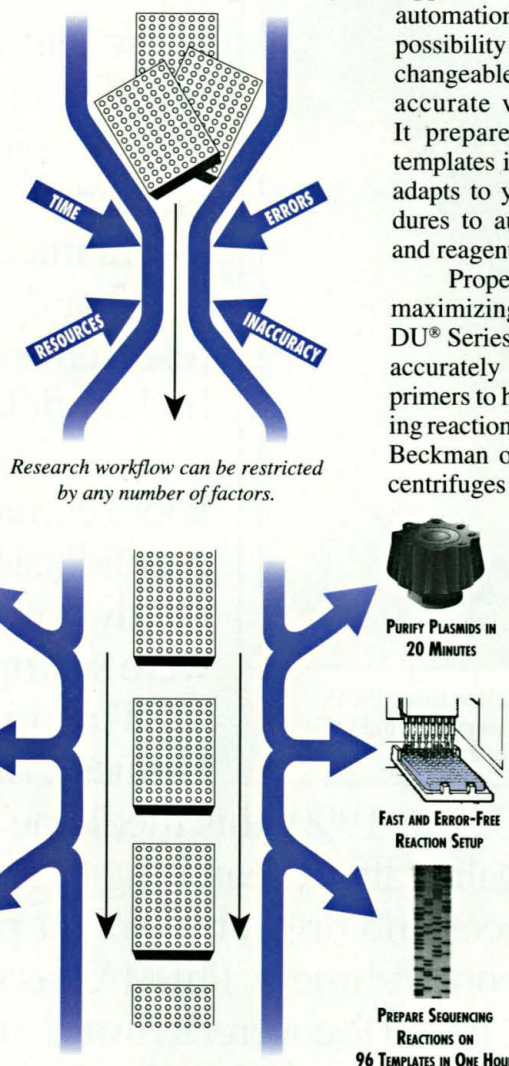 TIME
ERRORS
RESOURCES
INACCURACY
Research workflow can be restricted
by any number of factors.
automation
possibility
changeable
accurate
It prepare
templates
adapts to
dures to
and reagent
Prope
maximizing
DU® Series
accurately
primers to
ing reaction
Beckman
centrifuges
PURIFY PLASMIDS IN
20 MINUTES
FAST AND ERROR-FREE
REACTION SETUP
PREPARE SEQUENCING
REACTIONS ON
96 TEMPLATES IN ONE HOUR